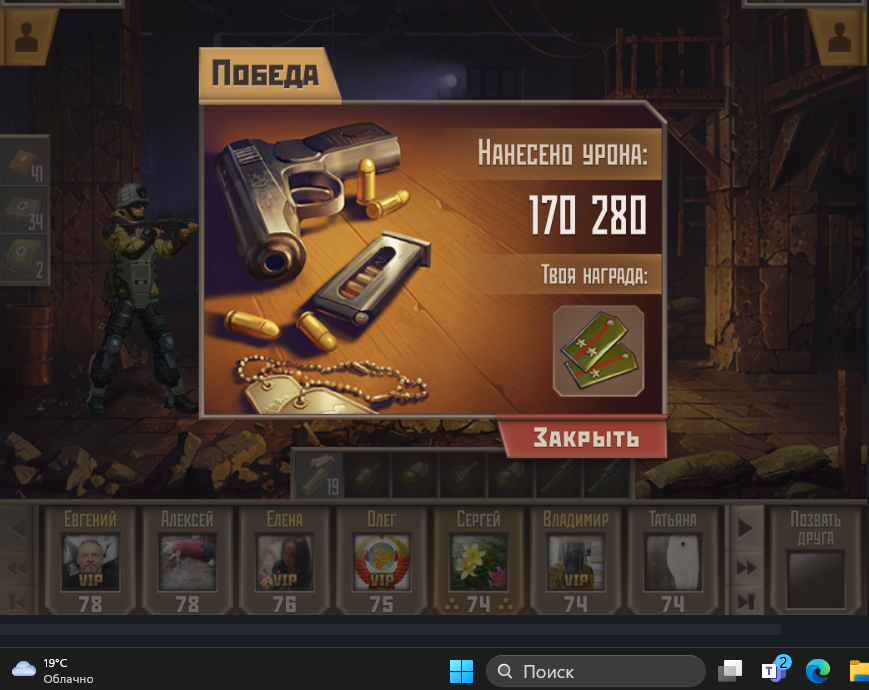 Победа
Нанесено урона:
170 280
Твоя награда:
41
34
2
Закрыть
19
Евгений
Алексей
Елена
Олег
Сергей
Владимир
Татьяна
Позвать
друга
VIP
VIP
VIP
VIP
78
78
76
75
74
74
74
19°C
Облачно
Поиск
T
2